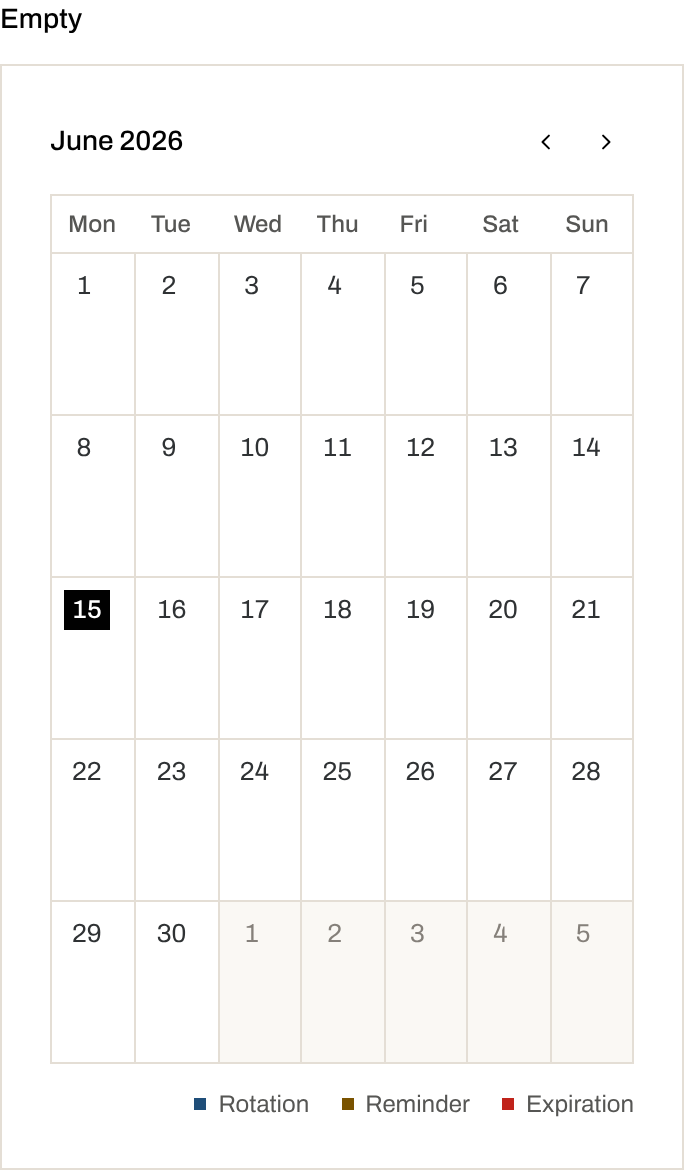 Empty
June 2026
Mon Tue Wed Thu Fri Sat Sun
1 2 3 4 5 6 7
8 9 10 11 12 13 14
15 16 17 18 19 20 21
22 23 24 25 26 27 28
29 30 1 2 3 4 5
Rotation Reminder Expiration